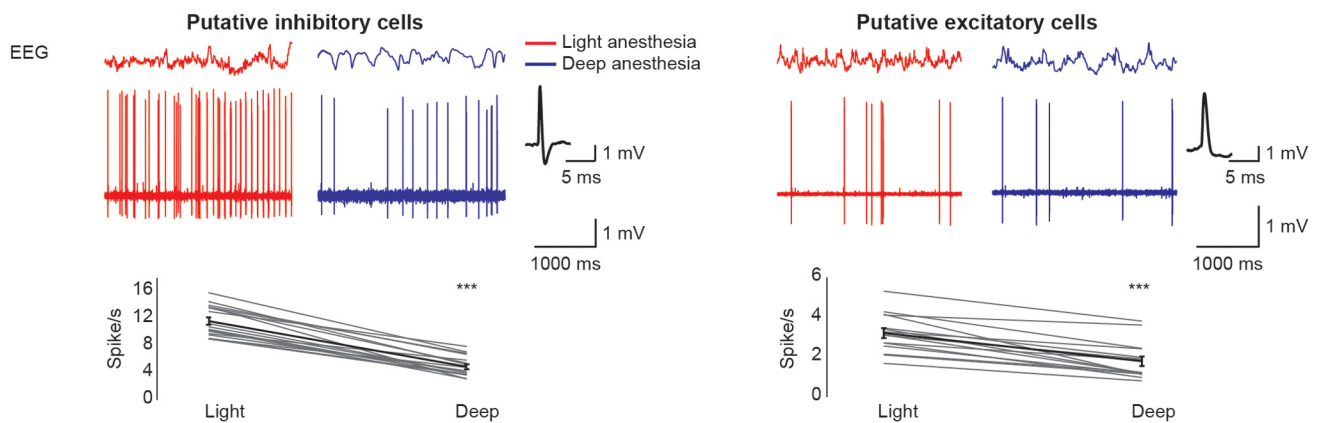 Putative inhibitory cells
Putative excitatory cells
EEG
Light anesthesia
Deep anesthesia
1 mV
5 ms
1 mV
1000 ms
1 mV
5 ms
1 mV
1000 ms
Spike/s
16
12
8
4
0
***
Light
Deep
Spike/s
6
4
2
0
***
Light
Deep